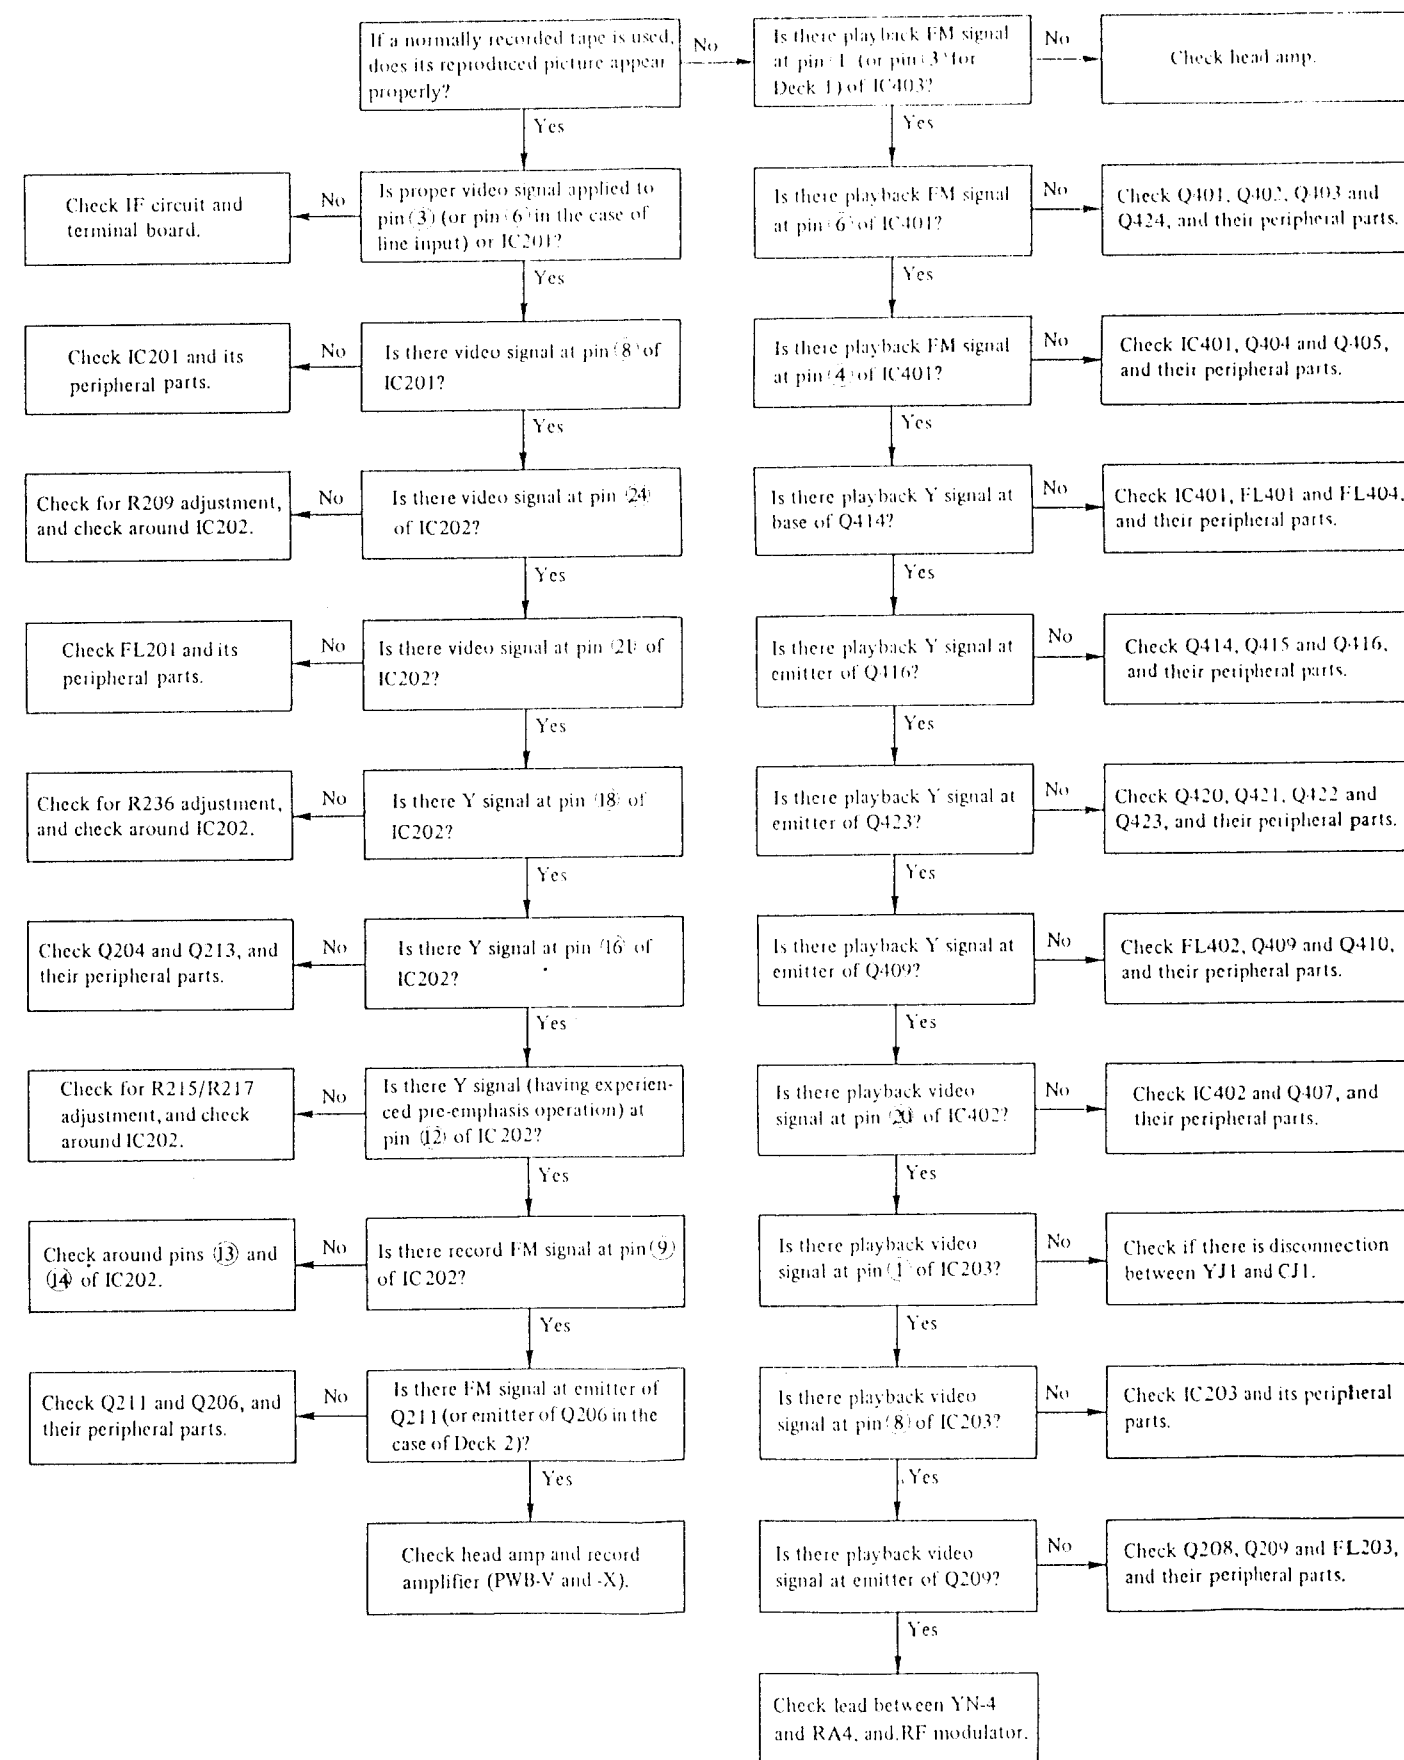 If a normally recorded tape is used,
does its reproduced picture appear
properly?
No
Is there playback FM signal
at pin 1 (or pin 3 for
Deck 1) of IC403?
No
Check head amp.
Yes
Yes
Check IF circuit and
terminal board.
No
Is proper video signal applied to
pin (3) (or pin (6) in the case of
line input) or IC201?
Is there playback FM signal
at pin (6) of IC401?
No
Check Q401, Q402, Q403 and
Q424, and their peripheral parts.
Yes
Yes
Check IC201 and its
peripheral parts.
No
Is there video signal at pin (8) of
IC201?
Is there playback FM signal
at pin (4) of IC401?
No
Check IC401, Q404 and Q405,
and their peripheral parts.
Yes
Yes
Check for R209 adjustment,
and check around IC202.
No
Is there video signal at pin (24)
of IC202?
Is there playback Y signal at
base of Q414?
No
Check IC401, FL401 and FL404,
and their peripheral parts.
Yes
Yes
Check FL201 and its
peripheral parts.
No
Is there video signal at pin (21) of
IC202?
Is there playback Y signal at
emitter of Q416?
No
Check Q414, Q415 and Q416,
and their peripheral parts.
Yes
Yes
Check for R236 adjustment,
and check around IC202.
No
Is there Y signal at pin (18) of
IC202?
Is there playback Y signal at
emitter of Q423?
No
Check Q420, Q421, Q422 and
Q423, and their peripheral parts.
Yes
Yes
Check Q204 and Q213, and
their peripheral parts.
No
Is there Y signal at pin (16) of
IC202?
Is there playback Y signal at
emitter of Q409?
No
Check FL402, Q409 and Q410,
and their peripheral parts.
Yes
Yes
Check for R215/R217
adjustment, and check
around IC202.
No
Is there Y signal (having experien-
ced pre-emphasis operation) at
pin (12) of IC202?
Is there playback video
signal at pin (20) of IC402?
No
Check IC402 and Q407, and
their peripheral parts.
Yes
Yes
Check around pins (13) and
(14) of IC202.
No
Is there record FM signal at pin (9)
of IC202?
Is there playback video
signal at pin (1) of IC203?
No
Check if there is disconnection
between YJ1 and CJ1.
Yes
Yes
Check Q211 and Q206, and
their peripheral parts.
No
Is there FM signal at emitter of
Q211 (or emitter of Q206 in the
case of Deck 2)?
Is there playback video
signal at pin (8) of IC203?
No
Check IC203 and its peripheral
parts.
Yes
Yes
Check head amp and record
amplifier (PWB-V and -X).
Is there playback video
signal at emitter of Q209?
No
Check Q208, Q209 and FL203,
and their peripheral parts.
Yes
Check lead between YN-4
and RA4, and RF modulator.